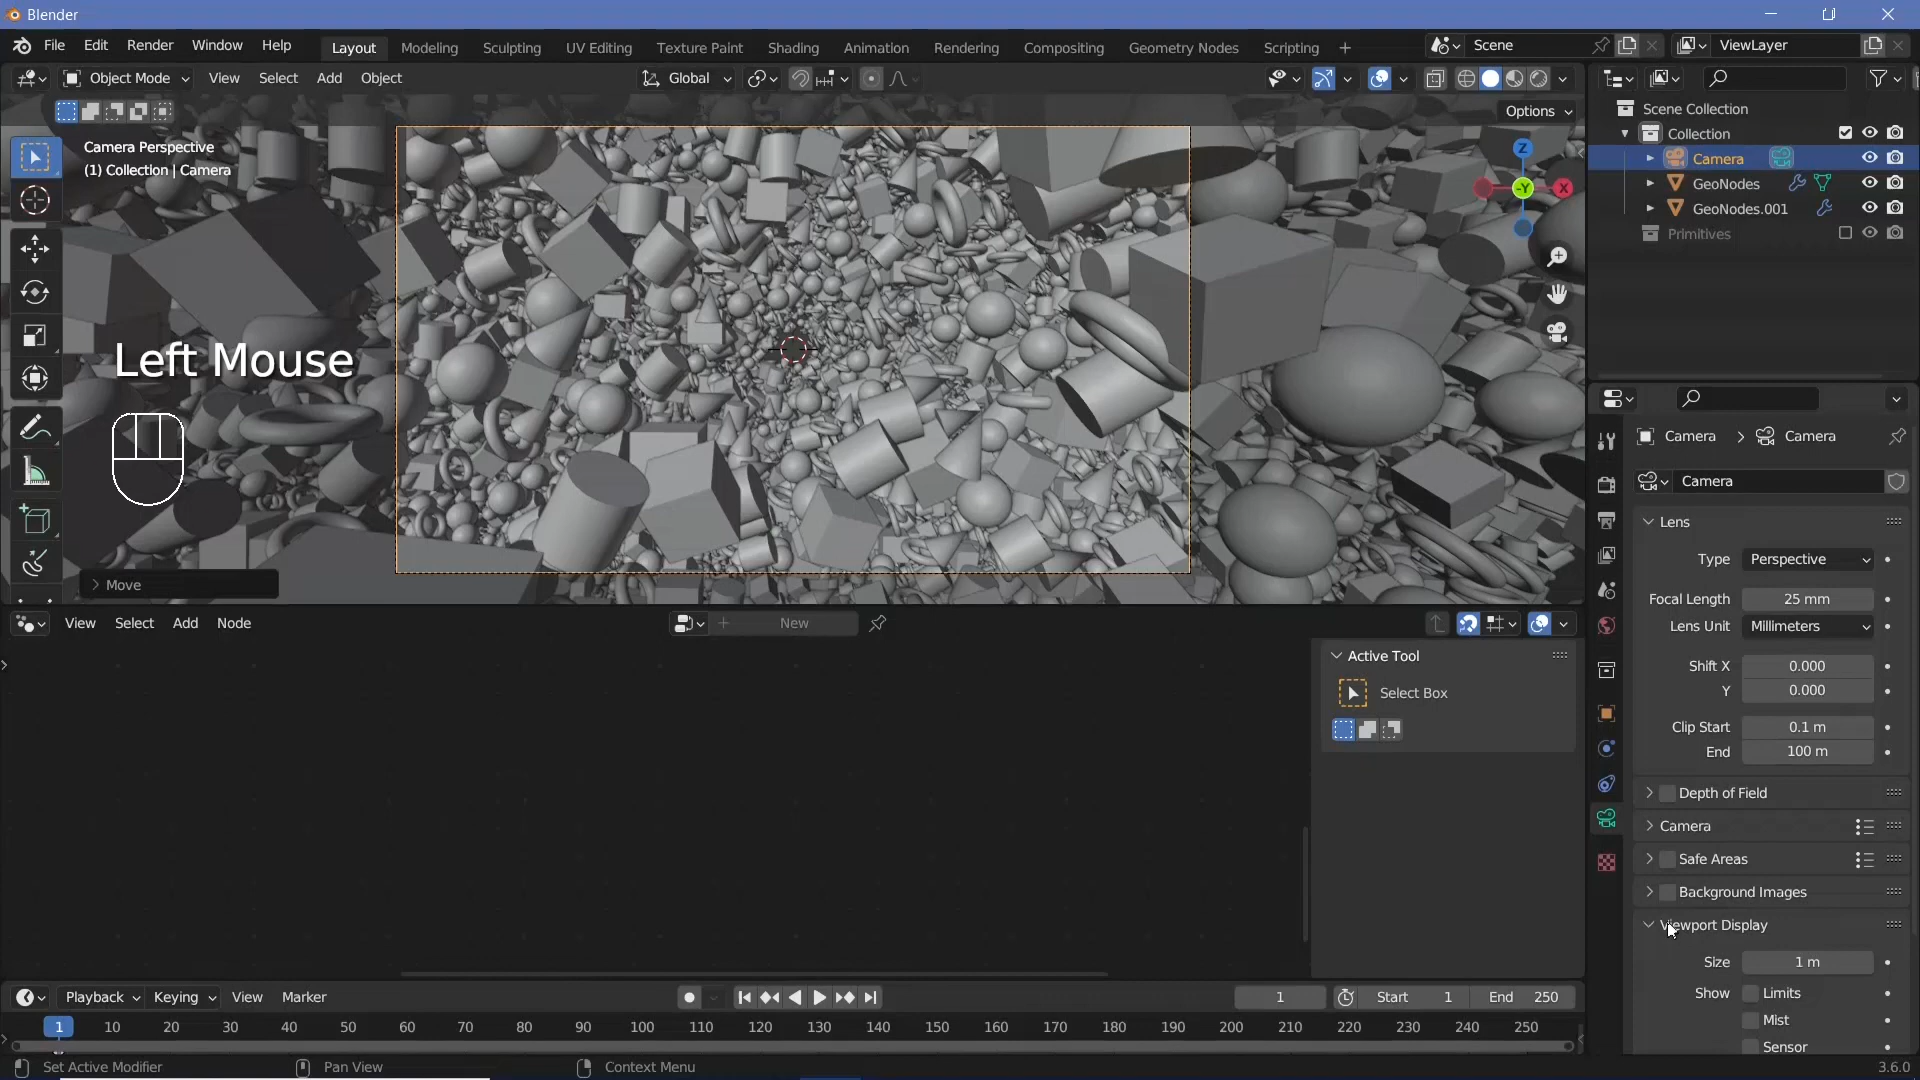 Blender
File Edit Render Window Help Layout Modeling Sculpting UV Editing Texture Paint Shading Animation Rendering Compositing Geometry Nodes Scripting + Scene ViewLayer
Object Mode View Select Add Object Global
Options
Camera Perspective
(1) Collection | Camera
Z
-Y X
Left Mouse
> Move
Scene Collection
Collection
Camera
GeoNodes
GeoNodes.001
Primitives
Camera > Camera
Camera
Lens
Type Perspective
Focal Length 25 mm
Lens Unit Millimeters
Shift X 0.000
Y 0.000
Clip Start 0.1 m
End 100 m
Depth of Field
Camera
Safe Areas
Background Images
Viewport Display
Size 1 m
Show Limits
Mist
Sensor
View Select Add Node + New
Active Tool
Select Box
Playback Keying View Marker 1 Start 1 End 250
1 10 20 30 40 50 60 70 80 90 100 110 120 130 140 150 160 170 180 190 200 210 220 230 240 250
Set Active Modifier Pan View Context Menu 3.6.0